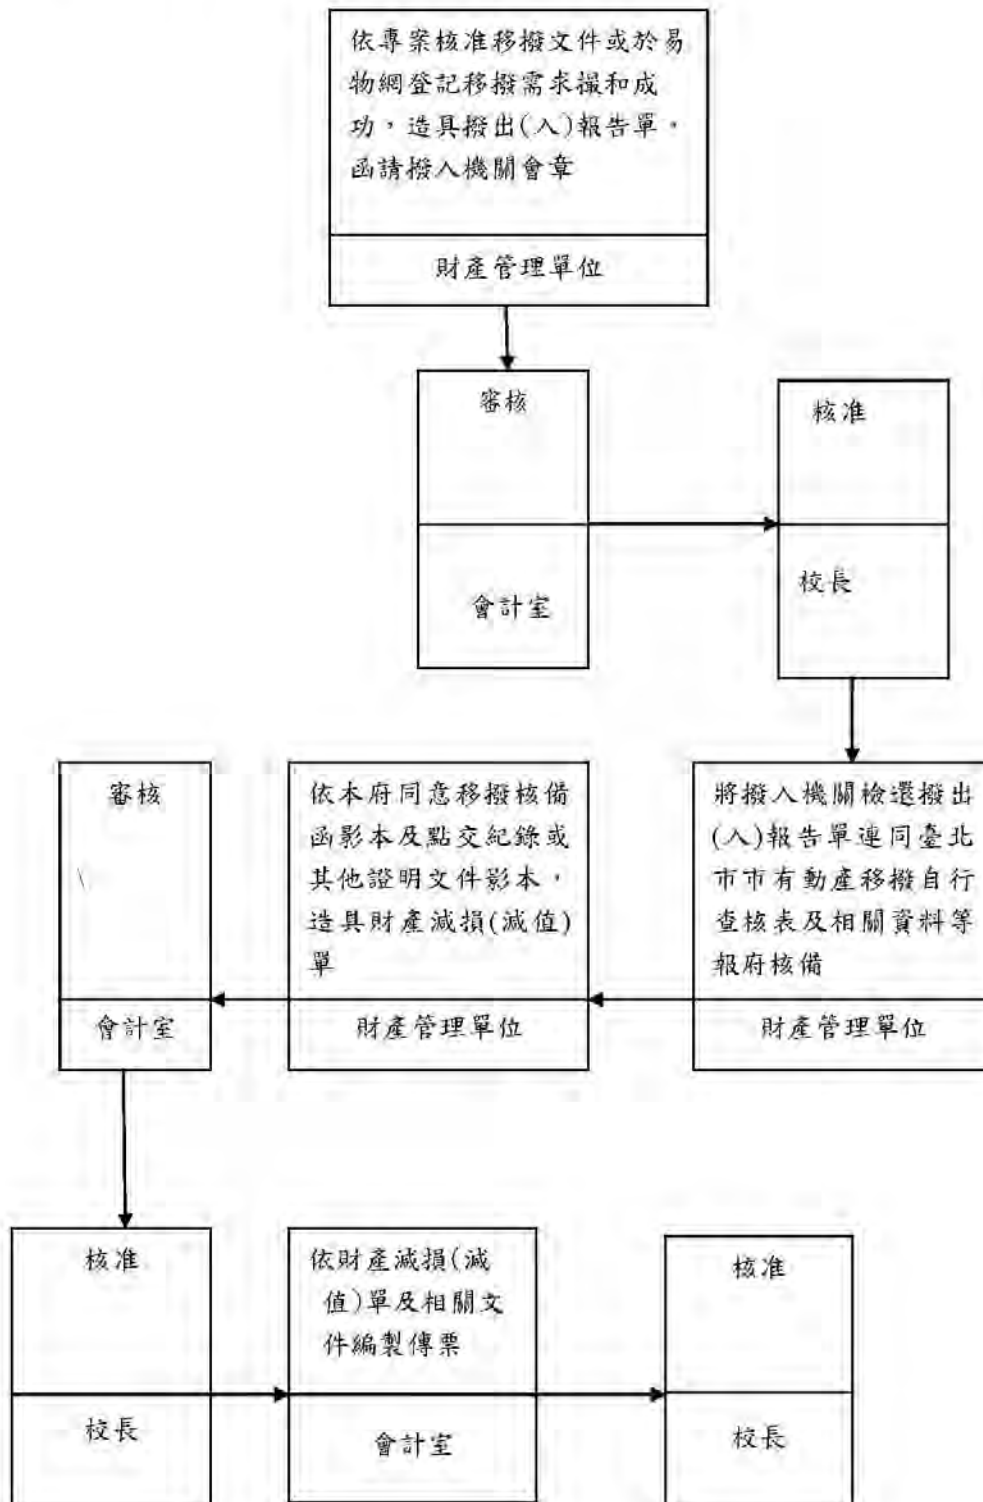 依專案核准移撥文件或於易
物網登記移撥需求撮和成
功，造具撥出(入)報告單，
函請撥入機關會章
財產管理單位
審核
會計室
核准
校長
將撥入機關檢還撥出
(入)報告單連同臺北
市市有動產移撥自行
查核表及相關資料等
報府核備
財產管理單位
依本府同意移撥核備
函影本及點交紀錄或
其他證明文件影本，
造具財產減損(減值)
單
財產管理單位
審核
會計室
核准
校長
依財產減損(減
值)單及相關文
件編製傳票
會計室
核准
校長